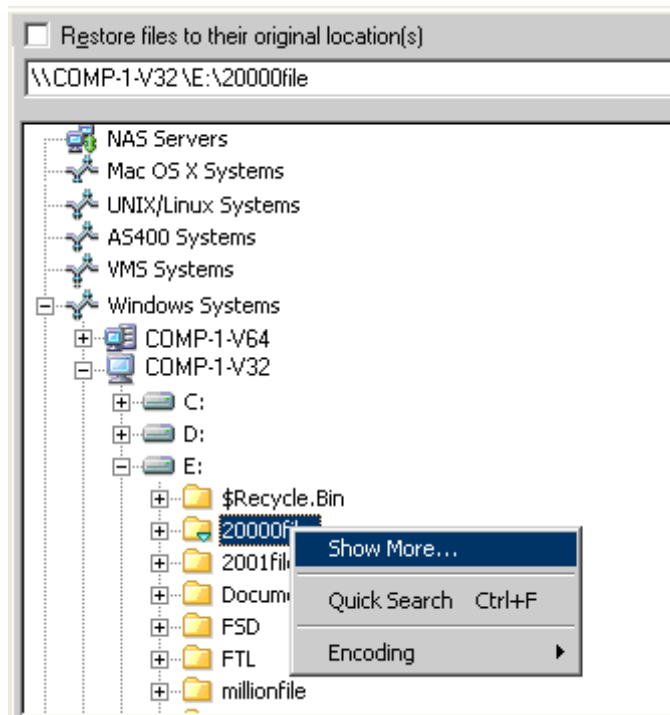 Restore files to their original location(s)
\\COMP-1-V32\E:\20000file
NAS Servers
Mac OS X Systems
UNIX/Linux Systems
AS400 Systems
VMS Systems
Windows Systems
COMP-1-V64
COMP-1-V32
C:
D:
E:
$Recycle.Bin
20000file
Show More...
2001file
Quick Search Ctrl+F
FSD
Encoding
FTL
millionfile